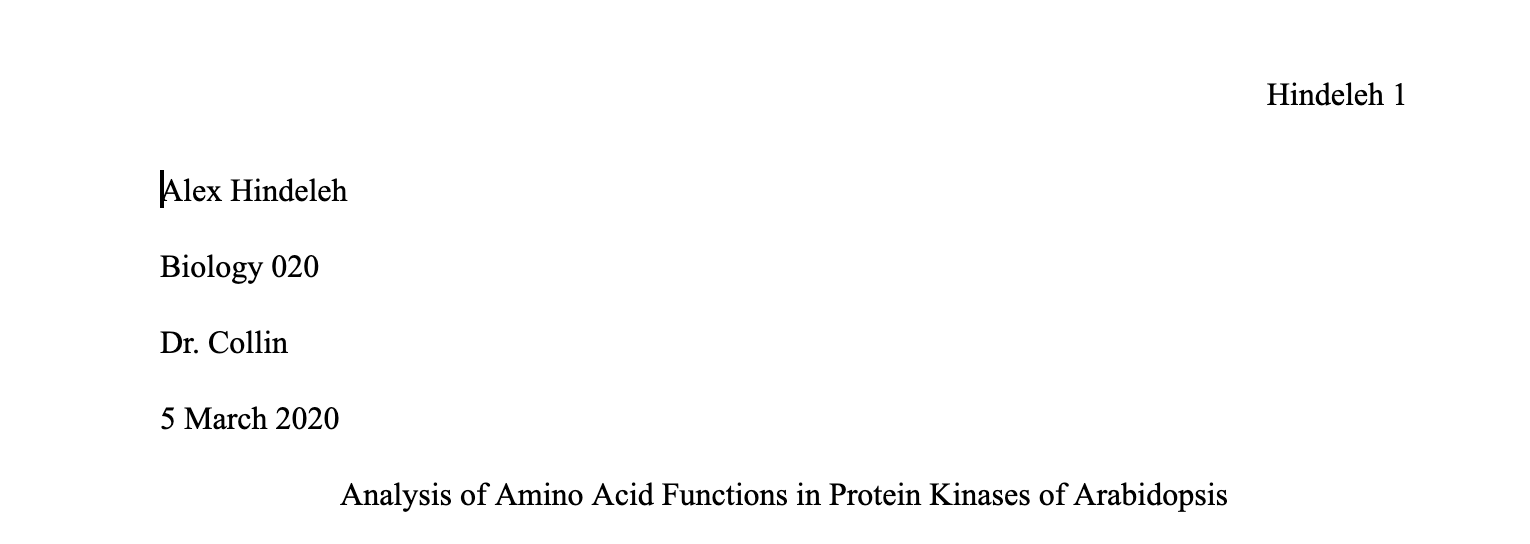 Hindeleh 1
Alex Hindeleh
Biology 020
Dr. Collin
5 March 2020
Analysis of Amino Acid Functions in Protein Kinases of Arabidopsis